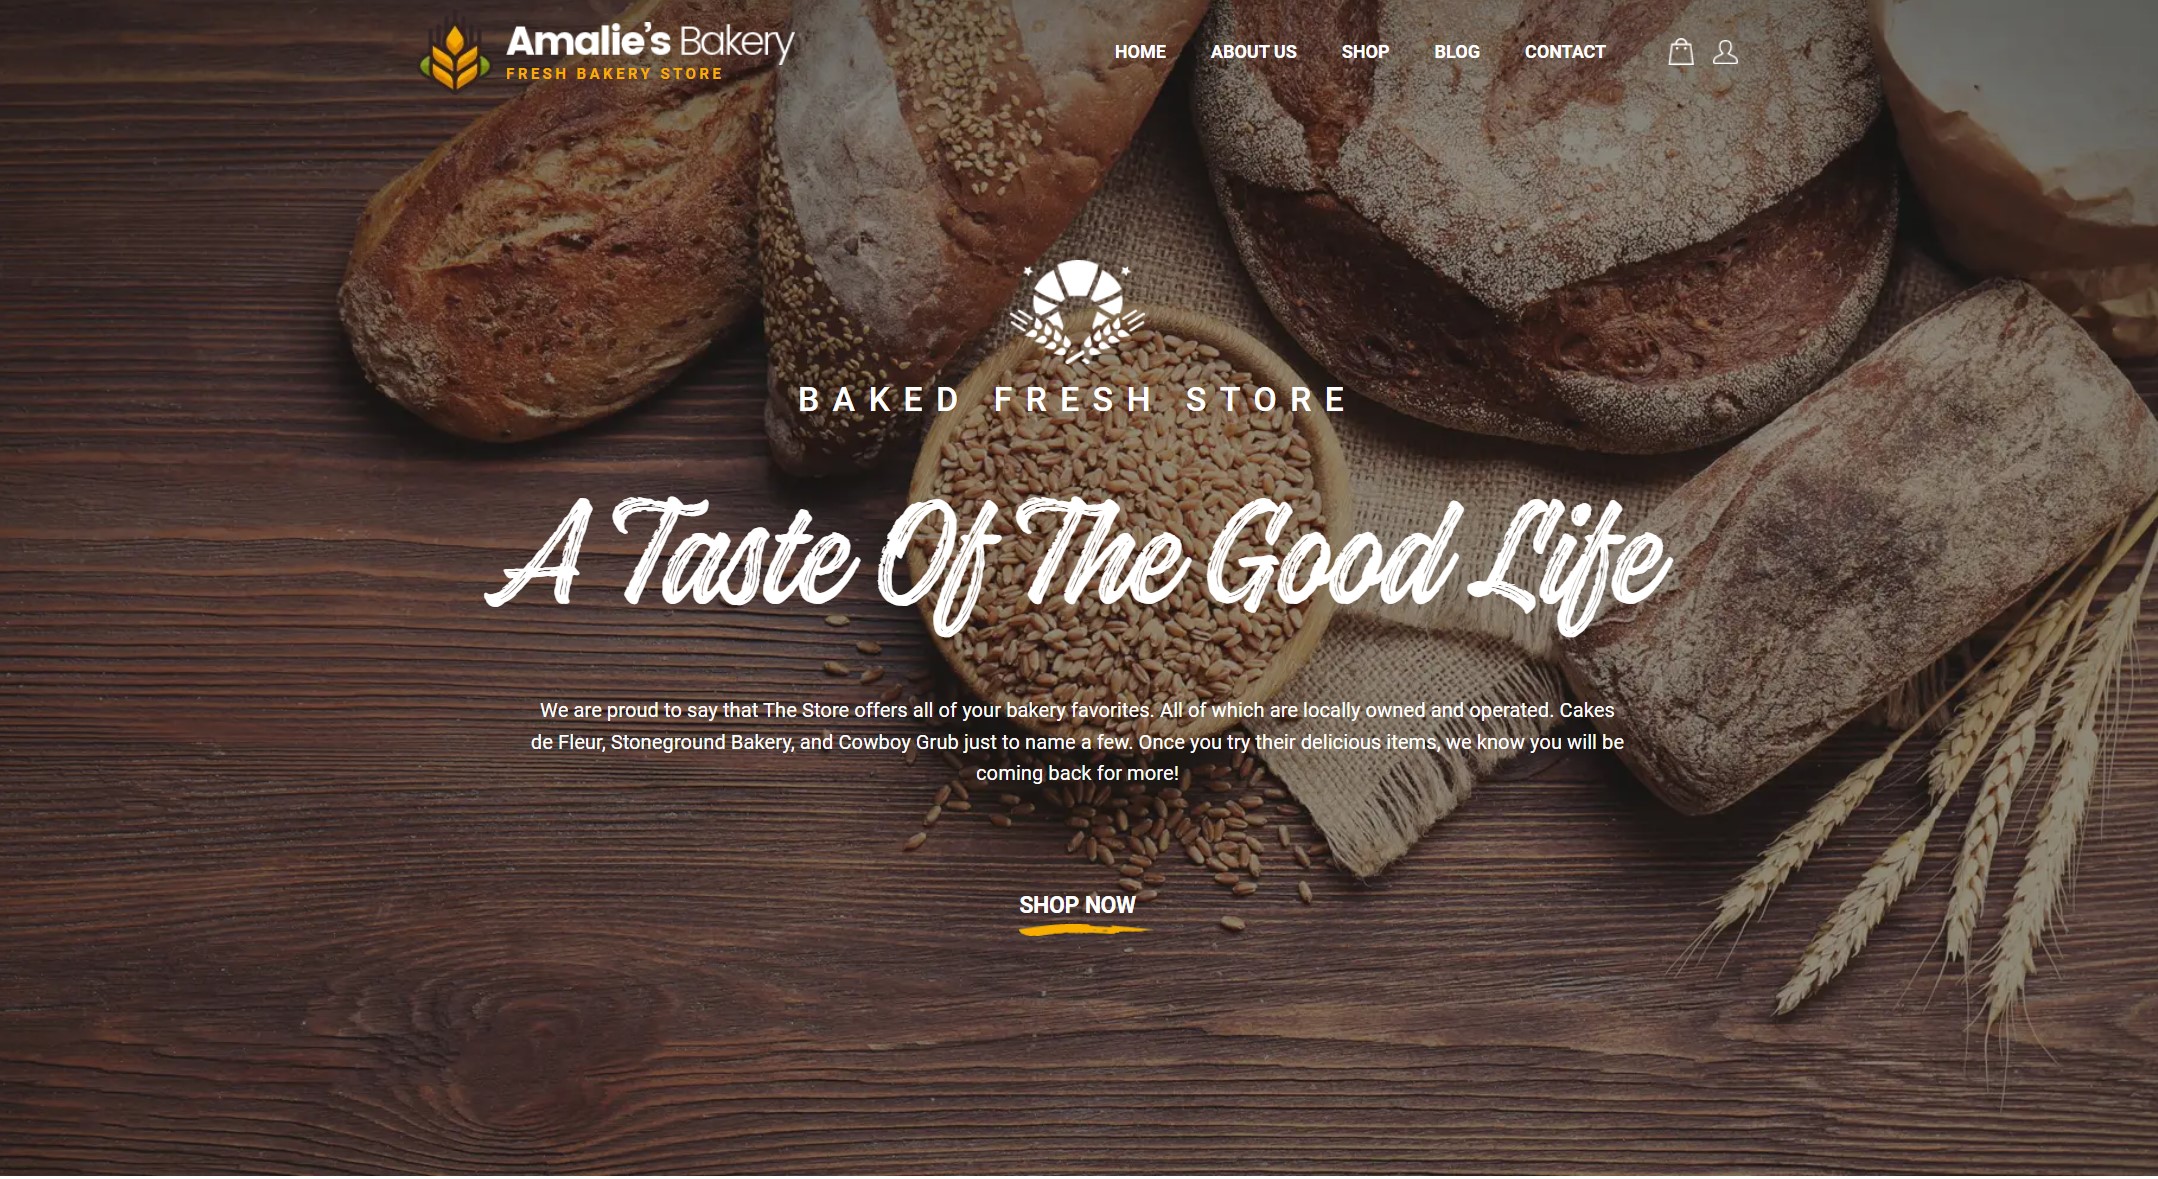 Amalie's Bakery
FRESH BAKERY STORE
HOME ABOUT US SHOP BLOG CONTACT
BAKED FRESH STORE
A Taste Of The Good Life
We are proud to say that The Store offers all of your bakery favorites. All of which are locally owned and operated. Cakes
de Fleur, Stoneground Bakery, and Cowboy Grub just to name a few. Once you try their delicious items, we know you will be
coming back for more!
SHOP NOW